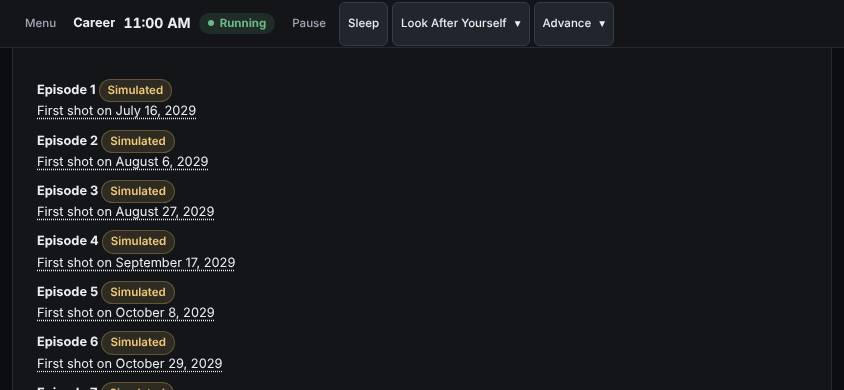 Menu Career 11:00 AM Running Pause Sleep Look After Yourself ▾ Advance ▾
Episode 1 Simulated
First shot on July 16, 2029
Episode 2 Simulated
First shot on August 6, 2029
Episode 3 Simulated
First shot on August 27, 2029
Episode 4 Simulated
First shot on September 17, 2029
Episode 5 Simulated
First shot on October 8, 2029
Episode 6 Simulated
First shot on October 29, 2029